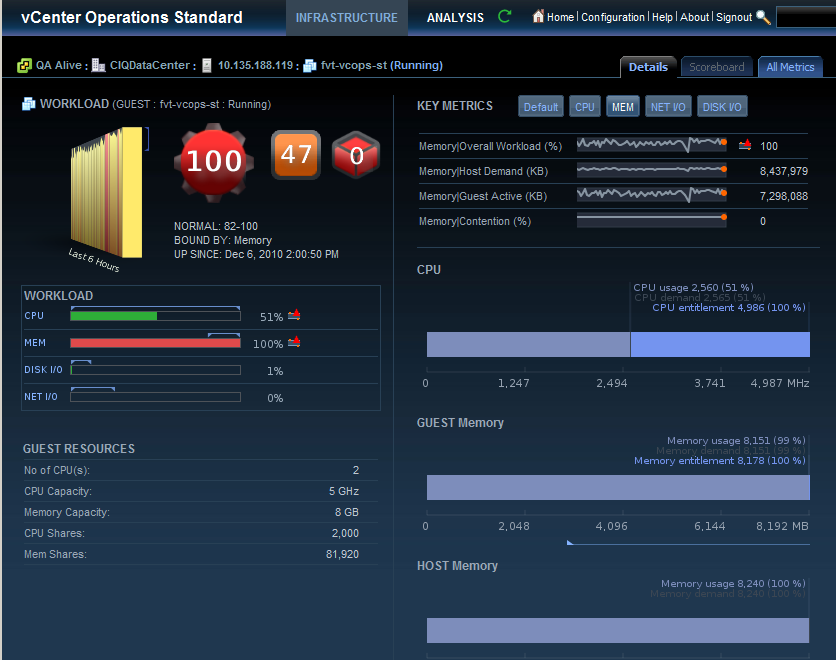 vCenter Operations Standard
INFRASTRUCTURE
ANALYSIS
Home | Configuration | Help | About | Signout
QA Alive : CIQDataCenter : 10.135.188.119 : fvt-vcops-st (Running)
Details
Scoreboard
All Metrics
WORKLOAD (GUEST : fvt-vcops-st : Running)
100
47
0
Last 6 Hours
NORMAL: 82-100
BOUND BY: Memory
UP SINCE: Dec 6, 2010 2:00:50 PM
WORKLOAD
CPU 51%
MEM 100%
DISK I/O 1%
NET I/O 0%
GUEST RESOURCES
No of CPU(s): 2
CPU Capacity: 5 GHz
Memory Capacity: 8 GB
CPU Shares: 2,000
Mem Shares: 81,920
KEY METRICS
Default CPU MEM NET I/O DISK I/O
Memory|Overall Workload (%) 100
Memory|Host Demand (KB) 8,437,979
Memory|Guest Active (KB) 7,298,088
Memory|Contention (%) 0
CPU
CPU usage 2,560 (51 %)
CPU demand 2,565 (51 %)
CPU entitlement 4,986 (100 %)
0 1,247 2,494 3,741 4,987 MHz
GUEST Memory
Memory usage 8,151 (99 %)
Memory demand 8,151 (99 %)
Memory entitlement 8,178 (100 %)
0 2,048 4,096 6,144 8,192 MB
HOST Memory
Memory usage 8,240 (100 %)
Memory demand 8,240 (100 %)